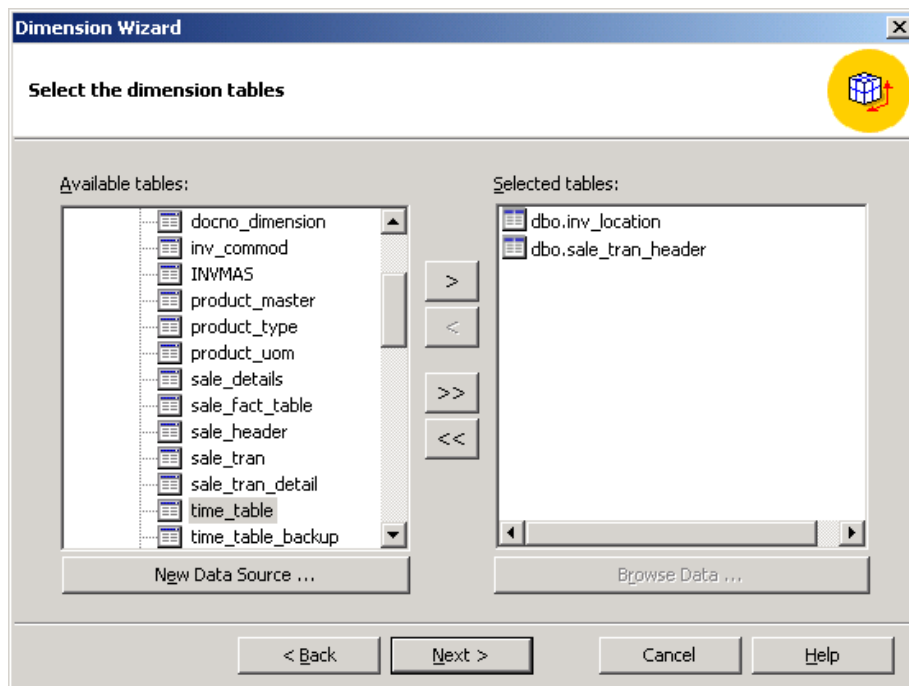 Dimension Wizard
Select the dimension tables
Available tables:
docno_dimension
inv_commod
INVMAS
product_master
product_type
product_uom
sale_details
sale_fact_table
sale_header
sale_tran
sale_tran_detail
time_table
time_table_backup
New Data Source ...
>
<
>>
<<
Selected tables:
dbo.inv_location
dbo.sale_tran_header
Browse Data ...
< Back
Next >
Cancel
Help